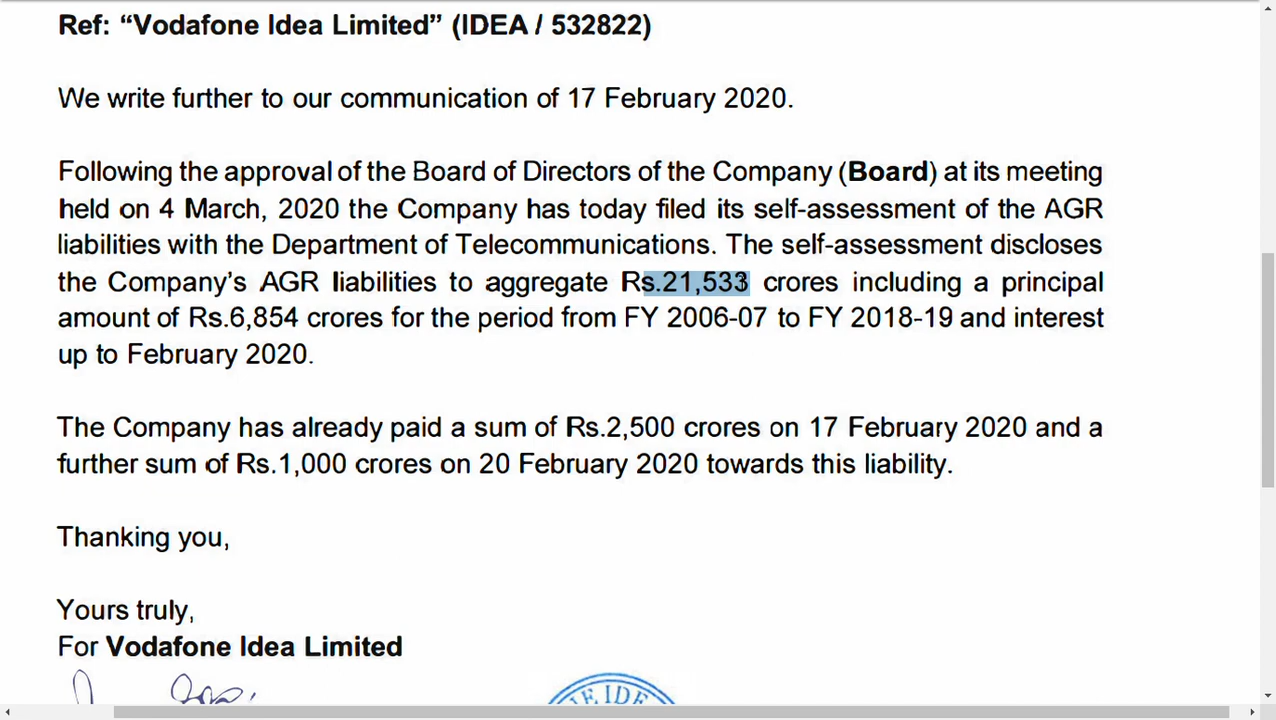 Ref: “Vodafone Idea Limited” (IDEA / 532822)
We write further to our communication of 17 February 2020.
Following the approval of the Board of Directors of the Company (Board) at its meeting
held on 4 March, 2020 the Company has today filed its self-assessment of the AGR
liabilities with the Department of Telecommunications. The self-assessment discloses
the Company’s AGR liabilities to aggregate Rs.21,533 crores including a principal
amount of Rs.6,854 crores for the period from FY 2006-07 to FY 2018-19 and interest
up to February 2020.
The Company has already paid a sum of Rs.2,500 crores on 17 February 2020 and a
further sum of Rs.1,000 crores on 20 February 2020 towards this liability.
Thanking you,
Yours truly,
For Vodafone Idea Limited